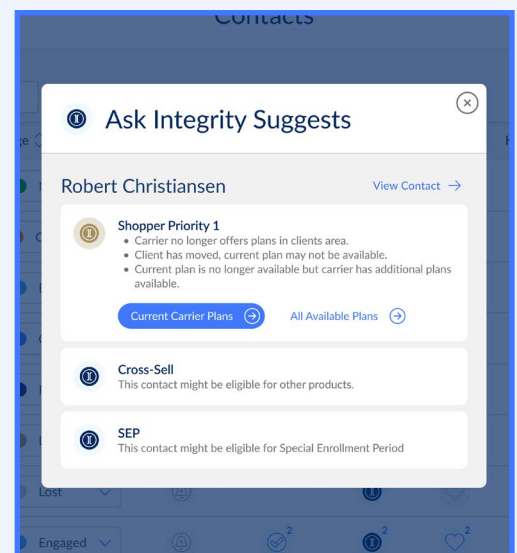 Contacts
Ask Integrity Suggests
Robert Christiansen
View Contact
Shopper Priority 1
• Carrier no longer offers plans in clients area.
• Client has moved, current plan may not be available.
• Current plan is no longer available but carrier has additional plans
available.
Current Carrier Plans
All Available Plans
Cross-Sell
This contact might be eligible for other products.
SEP
This contact might be eligible for Special Enrollment Period
Lost
Engaged
2
2
2